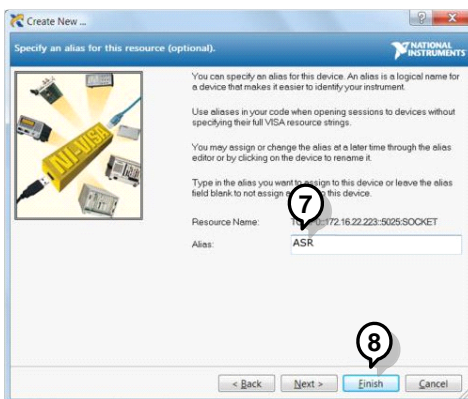 Create New ...
Specify an alias for this resource (optional).
NATIONAL
INSTRUMENTS
You can specify an alias for this device. An alias is a logical name for
a device that makes it easier to identify your instrument.
Use aliases in your code when opening sessions to devices without
specifying their full VISA resource strings.
You may assign or change the alias at a later time through the alias
editor or by clicking on the device to rename it.
Type in the alias you want to assign to this device or leave the alias
field blank to not assign to this device.
7
Resource Name: 172.16.22.223::5025::SOCKET
Alias: ASR
NI-VISA
8
< Back Next > Finish Cancel